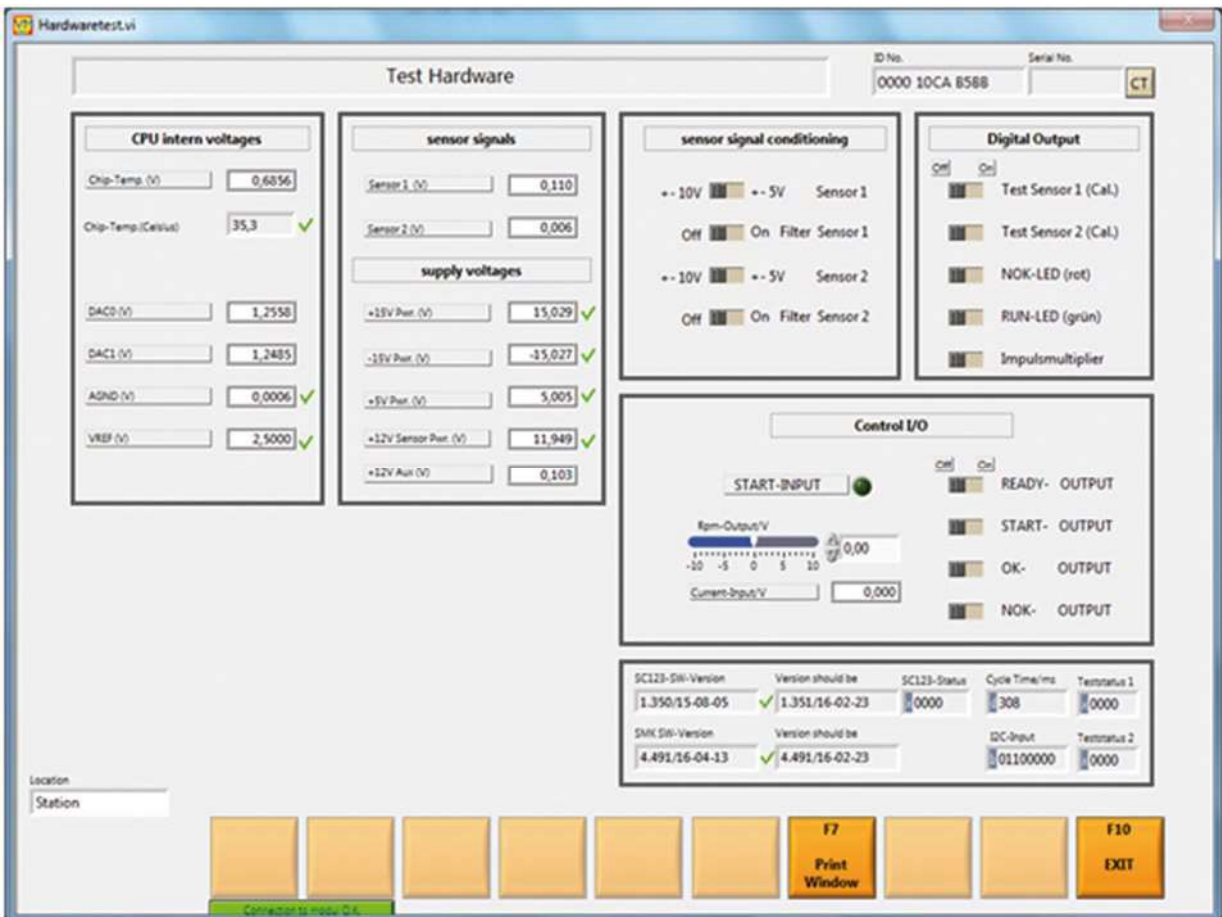 Hardwaretest.vi
Test Hardware
ID No.
0000 10CA B5BB
Serial No.
CT
CPU intern voltages
Chip-Temp. (V) 0,6856
Chip-Temp.(Celsius) 35,3
DAC0 (V) 1,2558
DAC1 (V) 1,2485
AGND (V) 0,0006
VREF (V) 2,5000
sensor signals
Sensor 1 (V) 0,110
Sensor 2 (V) 0,006
supply voltages
+15V Pwr. (V) 15,029
-15V Pwr. (V) -15,027
+5V Pwr. (V) 5,005
+12V Sensor Pwr. (V) 11,949
+12V Aux (V) 0,103
sensor signal conditioning
+-10V +-5V Sensor 1
Off On Filter Sensor 1
+-10V +-5V Sensor 2
Off On Filter Sensor 2
Digital Output
Off On
Test Sensor 1 (Cal.)
Test Sensor 2 (Cal.)
NOK-LED (rot)
RUN-LED (grün)
Impulsmultiplier
Control I/O
START-INPUT
Rpm-Output/V
-10 -5 0 5 10
0,00
Current-Input/V 0,000
Off On
READY- OUTPUT
START- OUTPUT
OK- OUTPUT
NOK- OUTPUT
SC123-SW-Version Version should be SC123-Status Cycle Time/ms Teststatus 1
1.350/15-08-05 1.351/16-02-23 0000 308 0000
SMK SW-Version Version should be I2C-Input Teststatus 2
4.491/16-04-13 4.491/16-02-23 01100000 0000
Location
Station
F7
Print
Window
F10
EXIT
Connection to modul O.K.